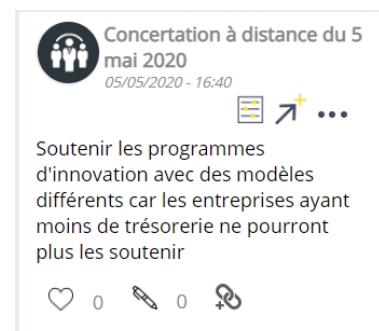 Concertation à distance du 5
mai 2020
05/05/2020 - 16:40
Soutenir les programmes
d'innovation avec des modèles
différents car les entreprises ayant
moins de trésorerie ne pourront
plus les soutenir
0 0